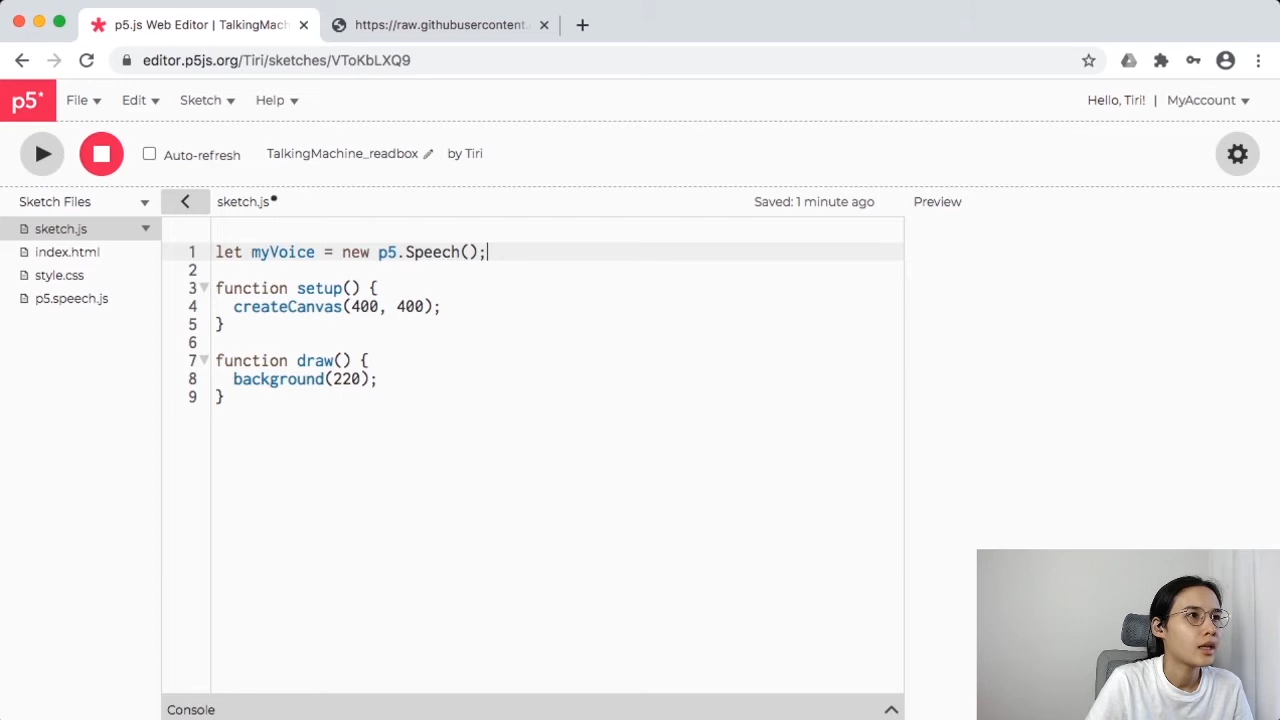 p5.js Web Editor | TalkingMach
https://raw.githubusercontent.
editor.p5js.org/Tiri/sketches/VToKbLXQ9
p5* File Edit Sketch Help Hello, Tiri! | MyAccount
Auto-refresh TalkingMachine_readbox by Tiri
Sketch Files sketch.js Saved: 1 minute ago Preview
sketch.js
index.html
style.css
p5.speech.js
1 let myVoice = new p5.Speech();
2
3 function setup() {
4 createCanvas(400, 400);
5 }
6
7 function draw() {
8 background(220);
9 }
Console